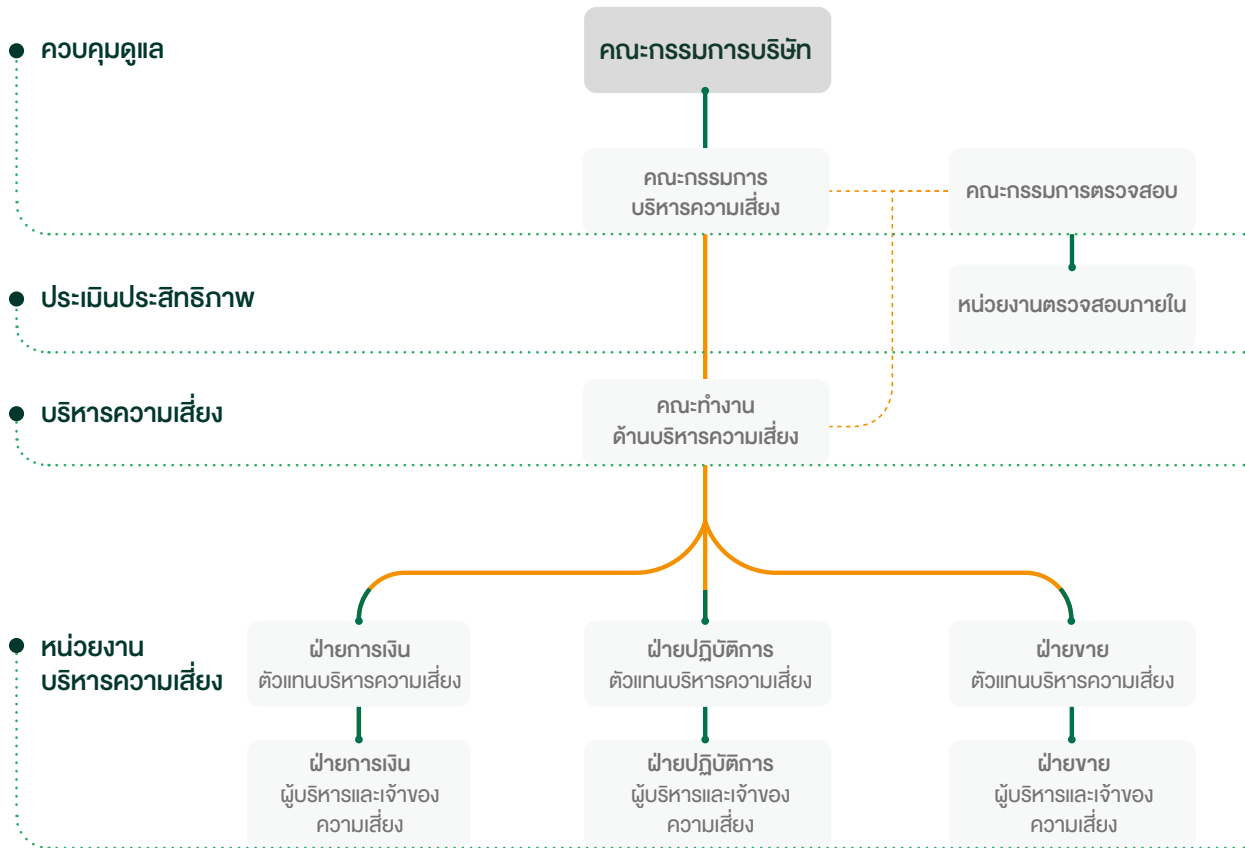 ควบคุมดูแล
คณะกรรมการบริษัท
คณะกรรมการ
บริหารความเสี่ยง
คณะกรรมการตรวจสอบ
ประเมินประสิทธิภาพ
หน่วยงานตรวจสอบภายใน
บริหารความเสี่ยง
คณะทำงาน
ด้านบริหารความเสี่ยง
หน่วยงาน
บริหารความเสี่ยง
ฝ่ายการเงิน
ตัวแทนบริหารความเสี่ยง
ฝ่ายปฏิบัติการ
ตัวแทนบริหารความเสี่ยง
ฝ่ายขาย
ตัวแทนบริหารความเสี่ยง
ฝ่ายการเงิน
ผู้บริหารและเจ้าของ
ความเสี่ยง
ฝ่ายปฏิบัติการ
ผู้บริหารและเจ้าของ
ความเสี่ยง
ฝ่ายขาย
ผู้บริหารและเจ้าของ
ความเสี่ยง